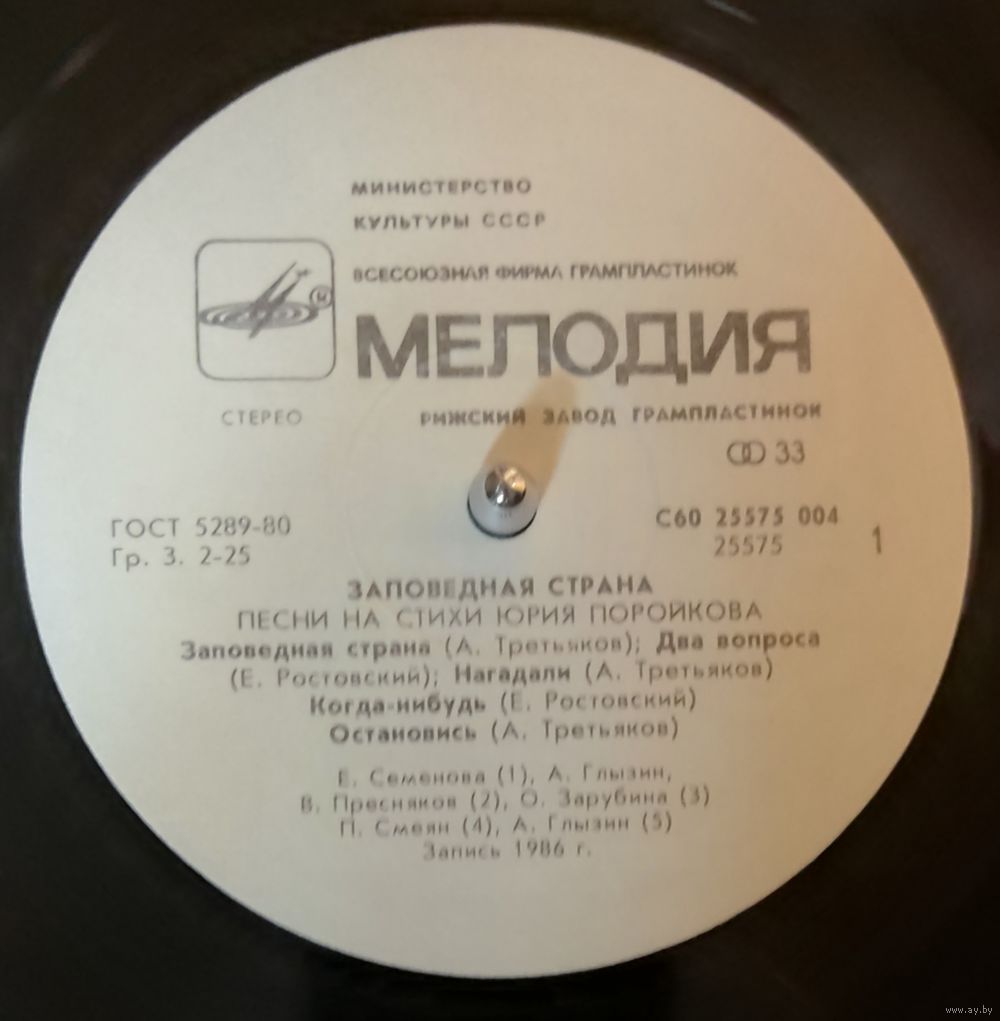 МИНИСТЕРСТВО
КУЛЬТУРЫ СССР
ВСЕСОЮЗНАЯ ФИРМА ГРАМПЛАСТИНОК
М
МЕЛОДИЯ
СТЕРЕО
РИЖСКИЙ ЗАВОД ГРАМПЛАСТИНОК
33
ГОСТ 5289-80
Гр. 3. 2-25
С60 25575 004
25575
1
ЗАПОВЕДНАЯ СТРАНА
ПЕСНИ НА СТИХИ ЮРИЯ ПОРОЙКОВА
Заповедная страна (А. Третьяков); Два вопроса
(Е. Ростовский); Нагадали (А. Третьяков)
Когда-нибудь (Е. Ростовский)
Остановись (А. Третьяков)
Е. Семенова (1), А. Глызин,
В. Пресняков (2), О. Зарубина (3)
П. Смеян (4), А. Глызин (5)
Запись 1986 г.
www.ay.by